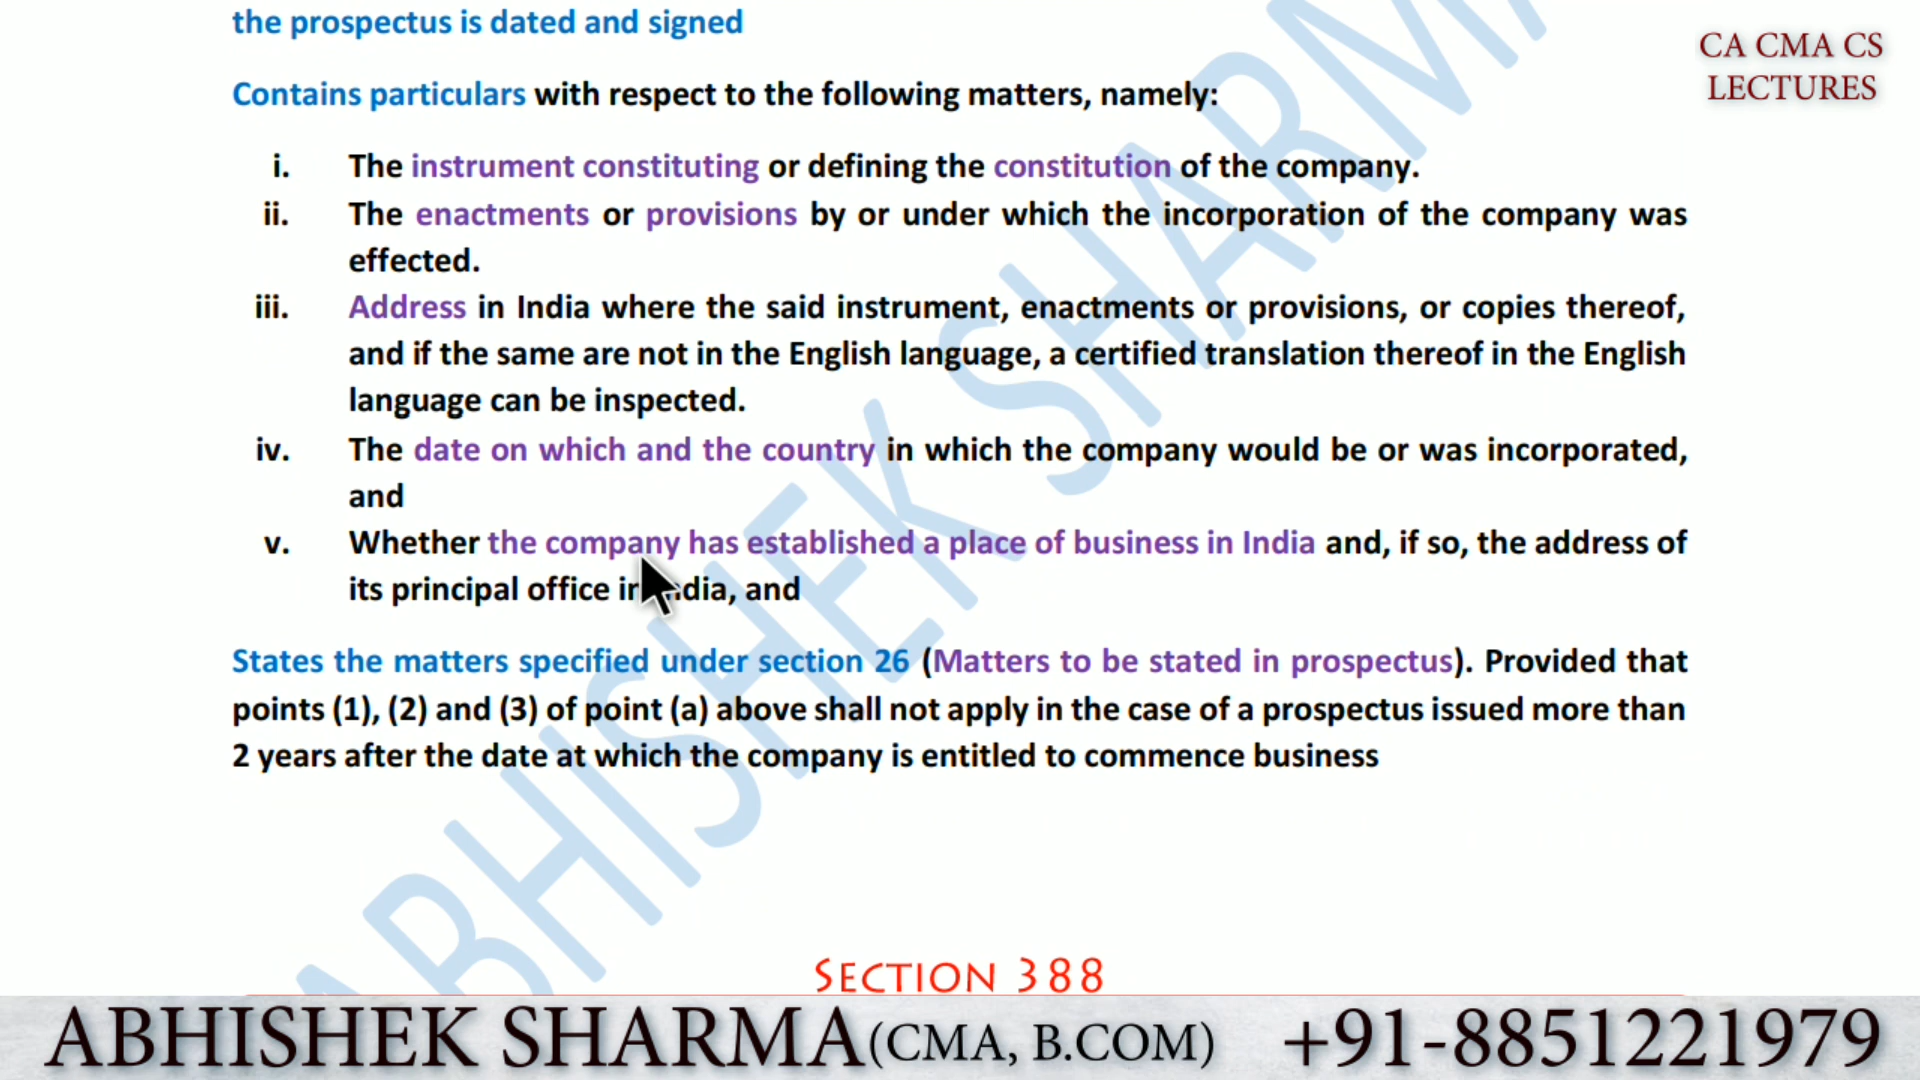 the prospectus is dated and signed
CA CMA CS
LECTURES
Contains particulars with respect to the following matters, namely:
i. The instrument constituting or defining the constitution of the company.
ii. The enactments or provisions by or under which the incorporation of the company was
effected.
iii. Address in India where the said instrument, enactments or provisions, or copies thereof,
and if the same are not in the English language, a certified translation thereof in the English
language can be inspected.
iv. The date on which and the country in which the company would be or was incorporated,
and
v. Whether the company has established a place of business in India and, if so, the address of
its principal office in India, and
States the matters specified under section 26 (Matters to be stated in prospectus). Provided that
points (1), (2) and (3) of point (a) above shall not apply in the case of a prospectus issued more than
2 years after the date at which the company is entitled to commence business
ABHISHEK SHARMA
SECTION 388
ABHISHEK SHARMA (CMA, B.COM) +91-8851221979